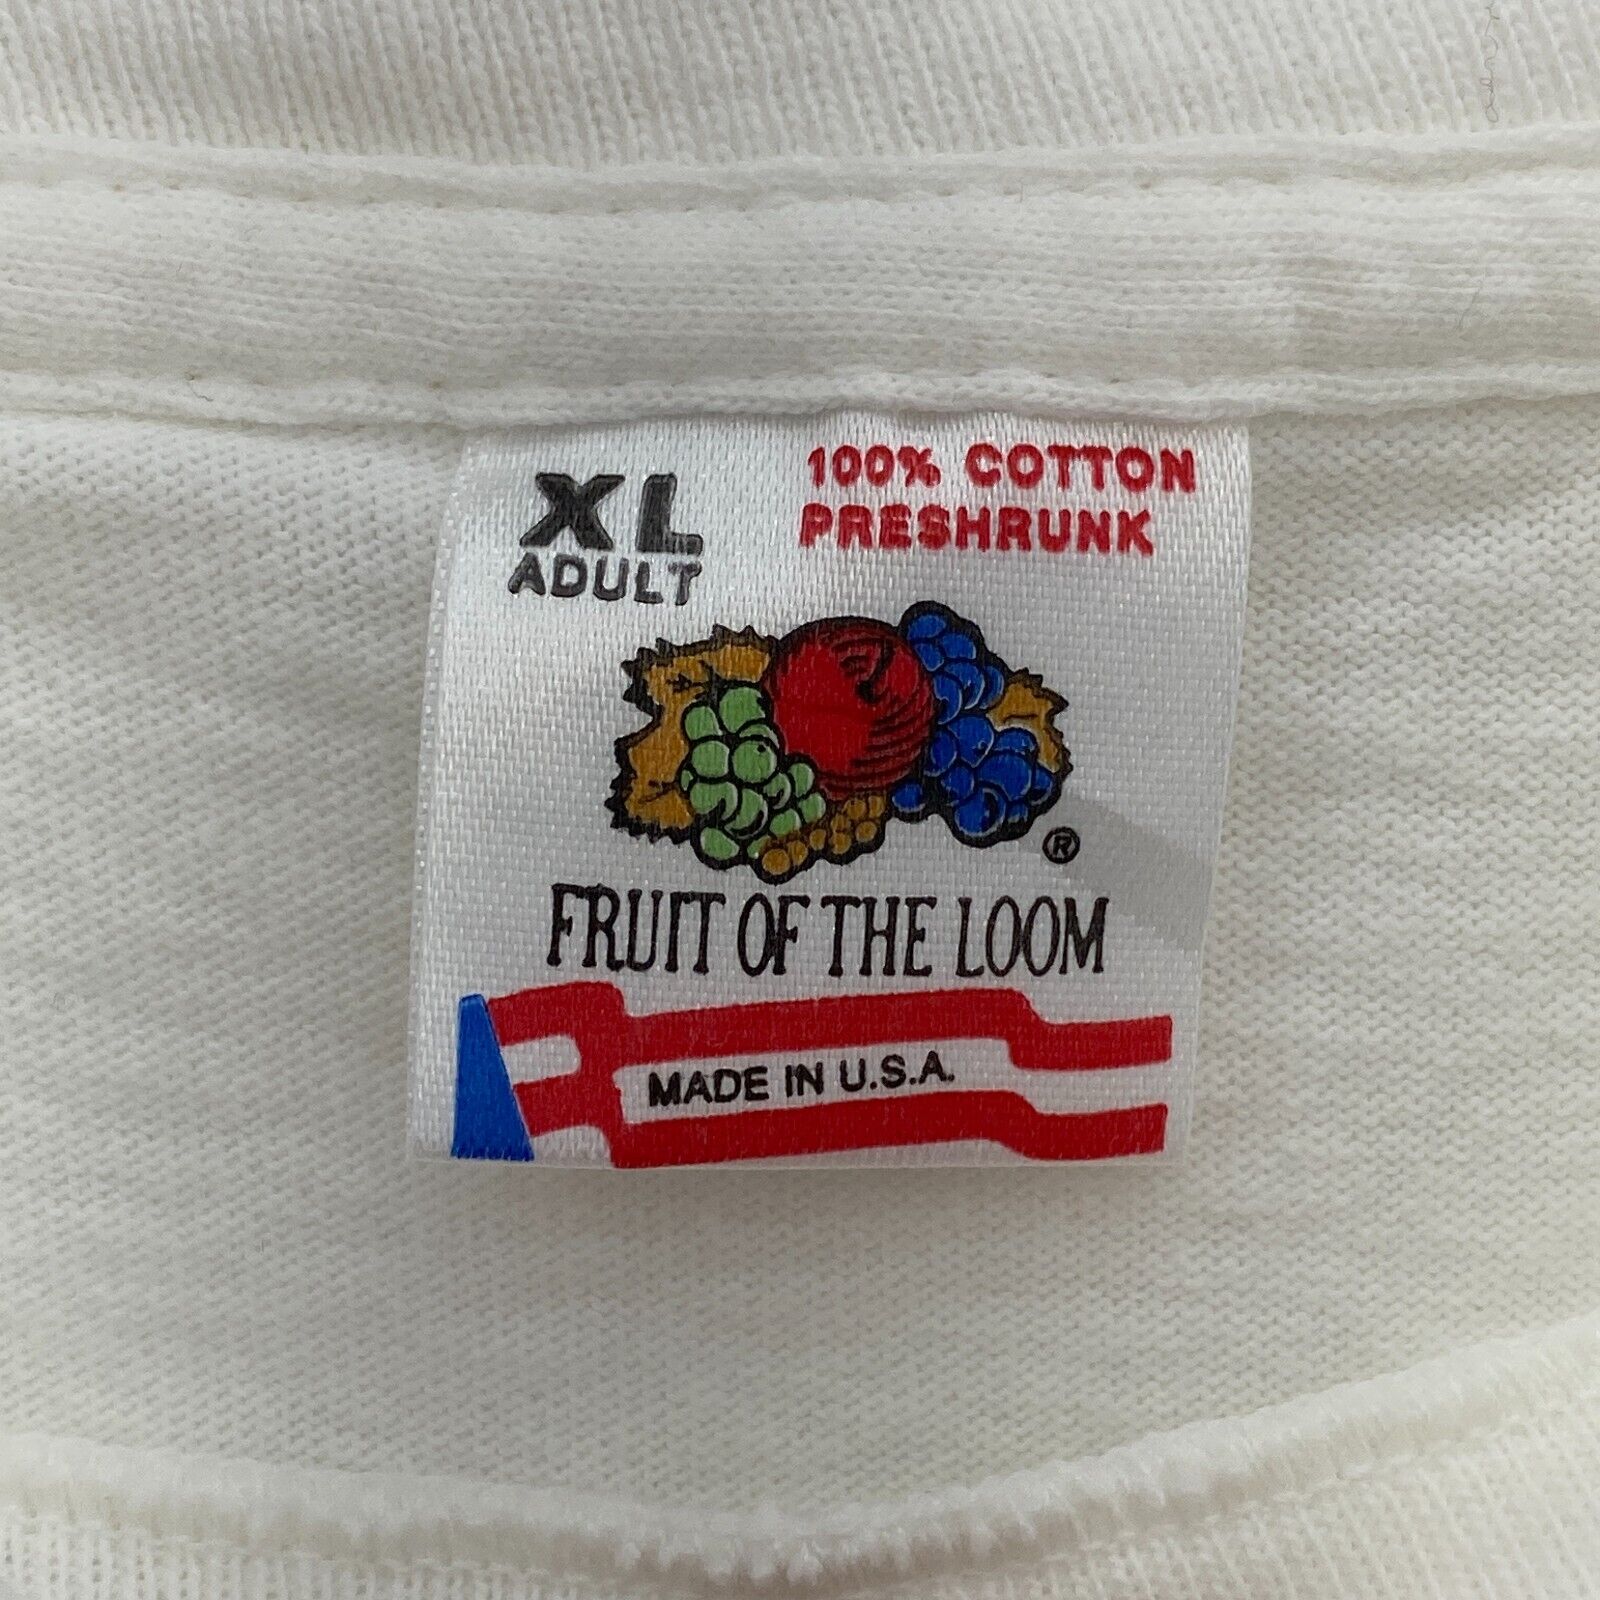 XL
ADULT
100% COTTON
PRESHRUNK
®
FRUIT OF THE LOOM
MADE IN U.S.A.